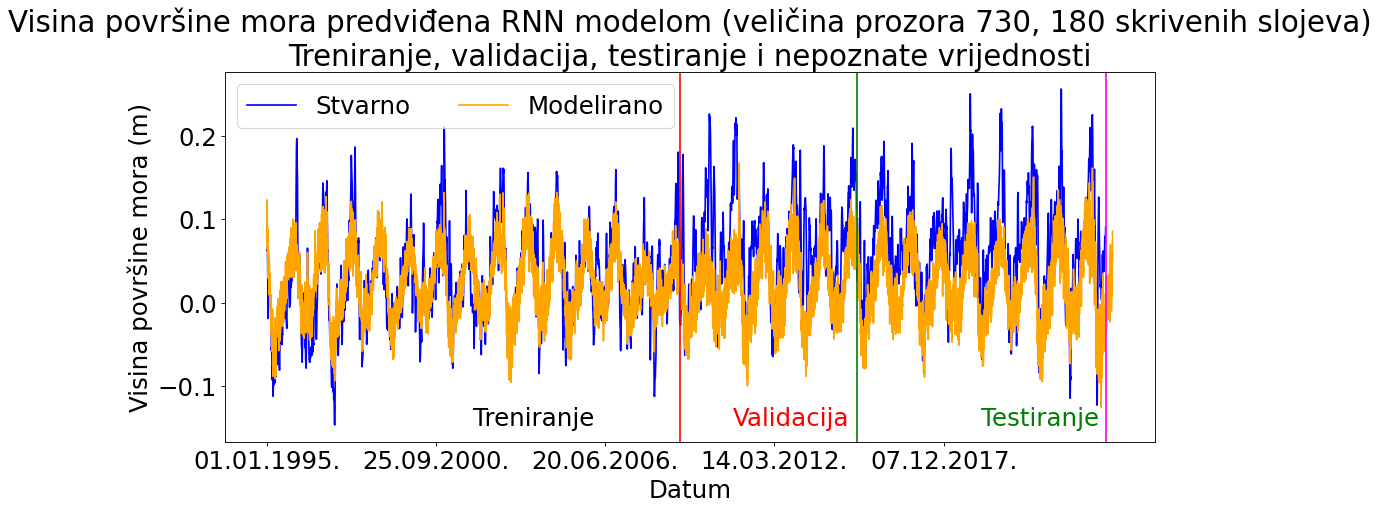 Visina površine mora predviđena RNN modelom (veličina prozora 730, 180 skrivenih slojeva)
Treniranje, validacija, testiranje i nepoznate vrijednosti
Stvarno
Modelirano
Visina površine mora (m)
0.2
0.1
0.0
−0.1
Treniranje
Validacija
Testiranje
01.01.1995.
25.09.2000.
20.06.2006.
14.03.2012.
07.12.2017.
Datum